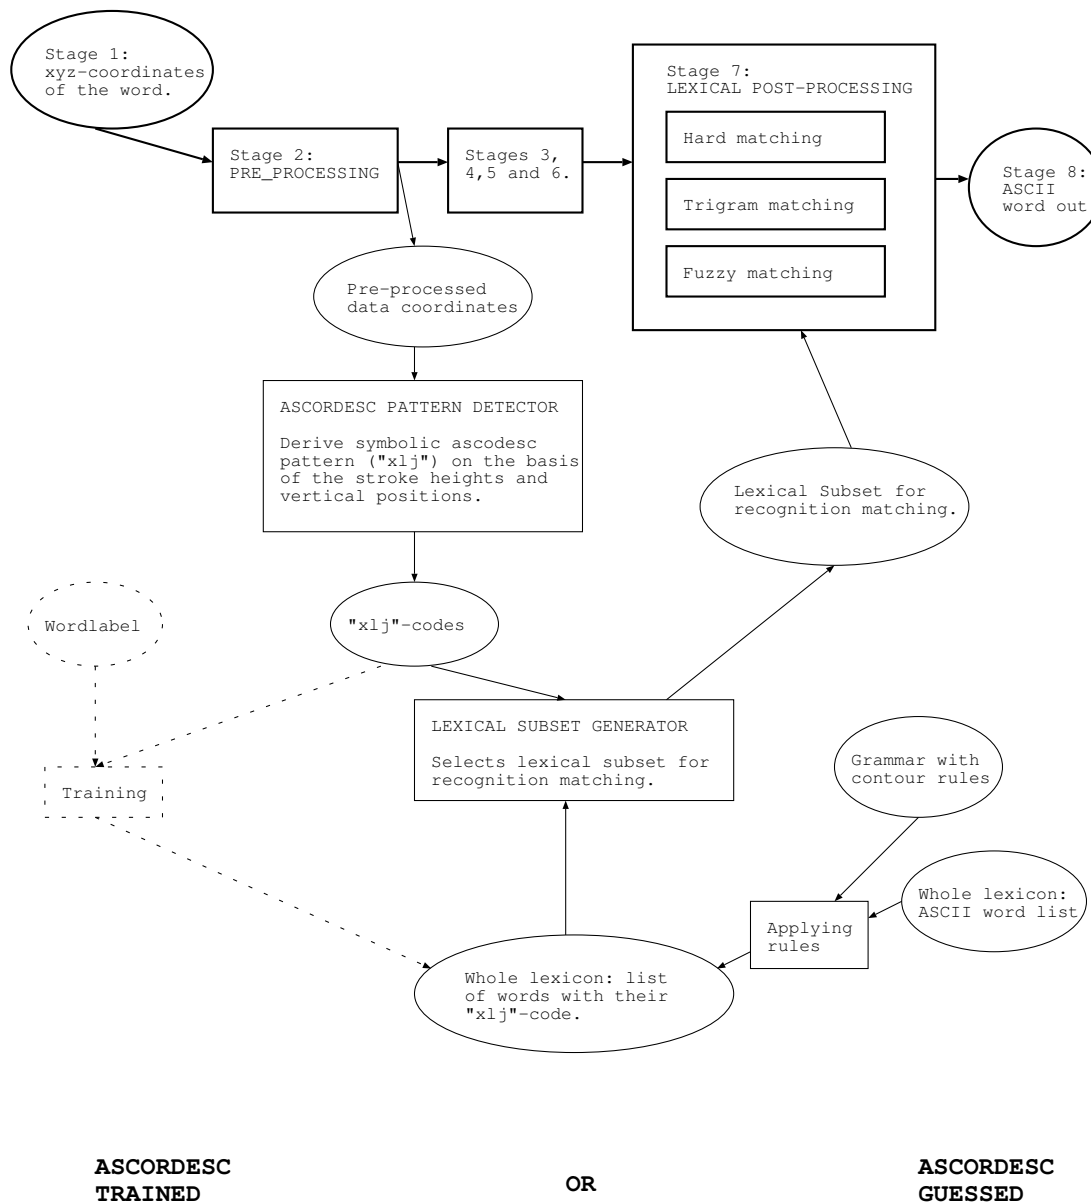 Stage 1:
xyz-coordinates
of the word.
Stage 2:
PRE_PROCESSING
Stages 3,
4,5 and 6.
Stage 7:
LEXICAL POST-PROCESSING
Hard matching
Trigram matching
Fuzzy matching
Stage 8:
ASCII
word out
Pre-processed
data coordinates
ASCORDESC PATTERN DETECTOR
Derive symbolic ascodesc
pattern ("xlj") on the basis
of the stroke heights and
vertical positions.
Lexical Subset for
recognition matching.
Wordlabel
"xlj"-codes
LEXICAL SUBSET GENERATOR
Selects lexical subset for
recognition matching.
Training
Grammar with
contour rules
Whole lexicon:
ASCII word list
Applying
rules
Whole lexicon: list
of words with their
"xlj"-code.
ASCORDESC
TRAINED
OR
ASCORDESC
GUESSED